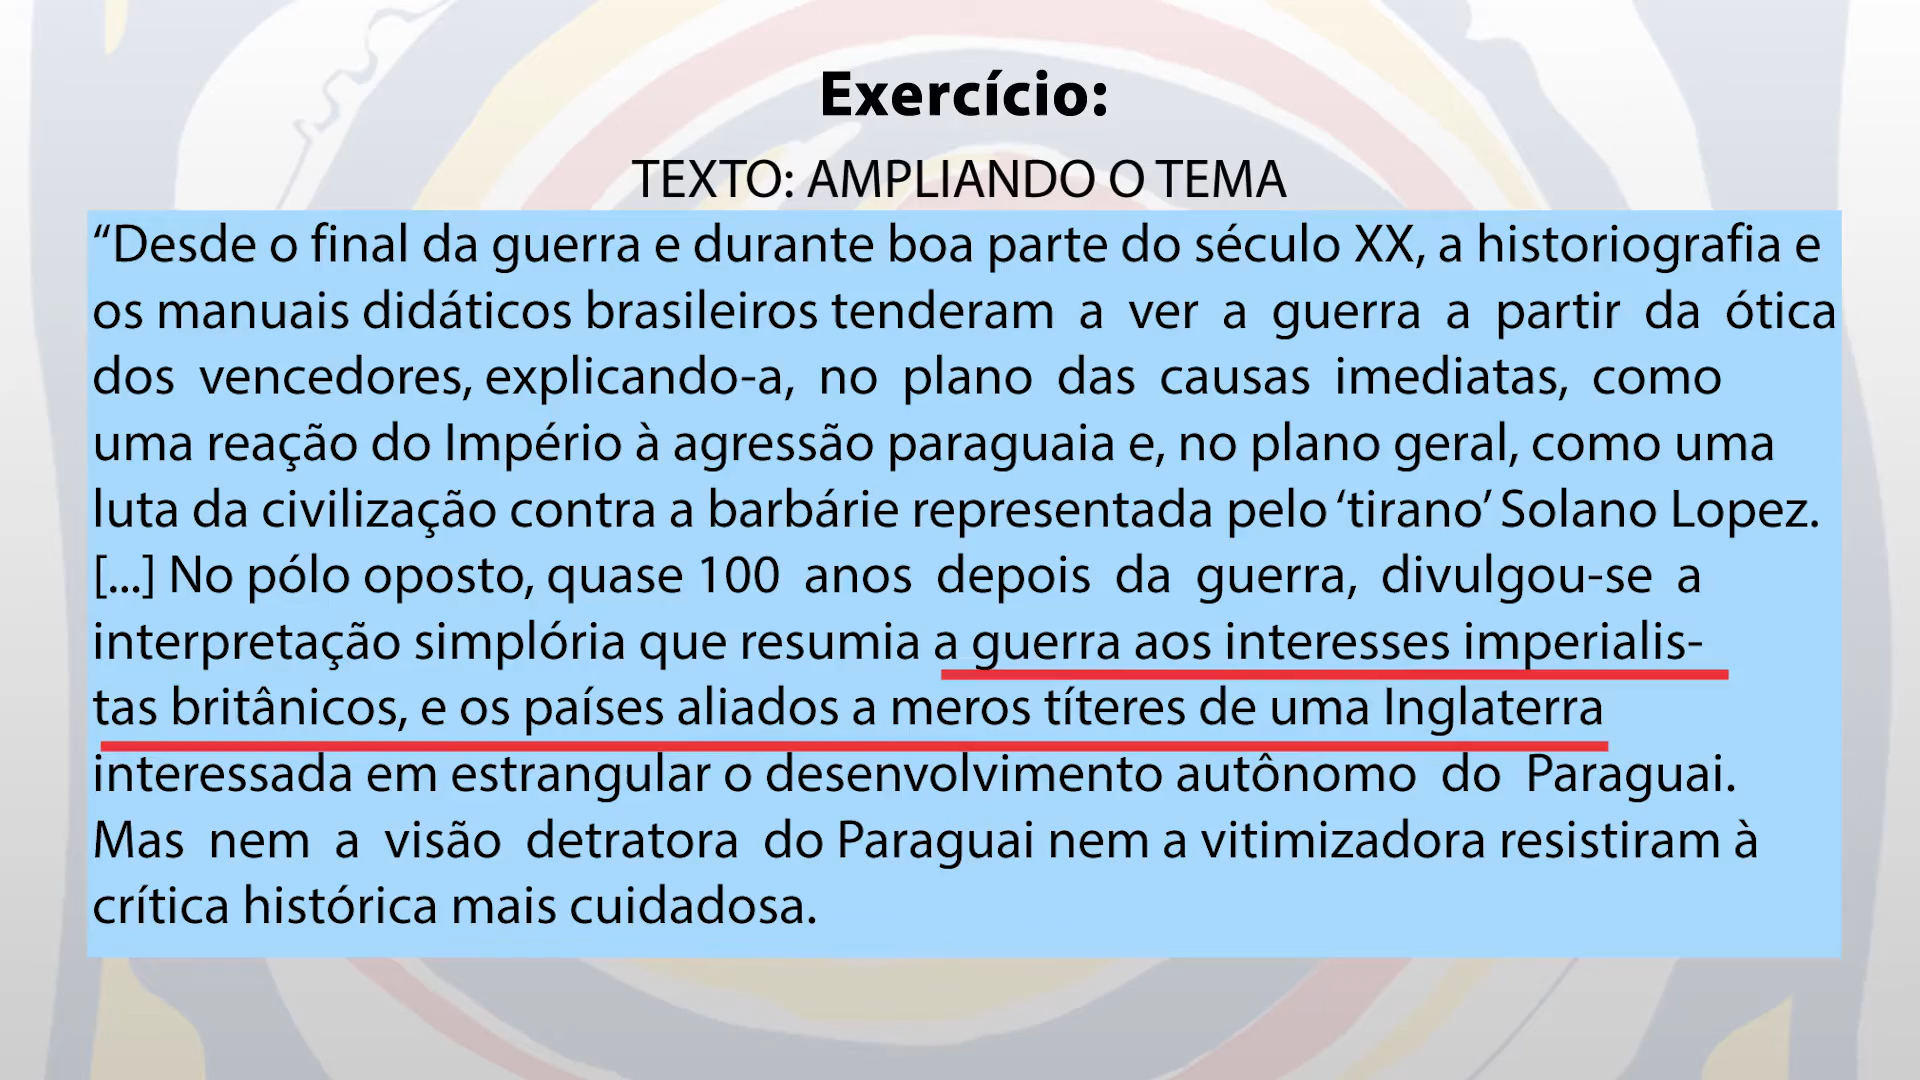 Exercício:
TEXTO: AMPLIANDO O TEMA
“Desde o final da guerra e durante boa parte do século XX, a historiografia e
os manuais didáticos brasileiros tenderam a ver a guerra a partir da ótica
dos vencedores, explicando-a, no plano das causas imediatas, como
uma reação do Império à agressão paraguaia e, no plano geral, como uma
luta da civilização contra a barbárie representada pelo ‘tirano’ Solano Lopez.
[...] No pólo oposto, quase 100 anos depois da guerra, divulgou-se a
interpretação simplória que resumia a guerra aos interesses imperialis-
tas britânicos, e os países aliados a meros títeres de uma Inglaterra
interessada em estrangular o desenvolvimento autônomo do Paraguai.
Mas nem a visão detratora do Paraguai nem a vitimizadora resistiram à
crítica histórica mais cuidadosa.